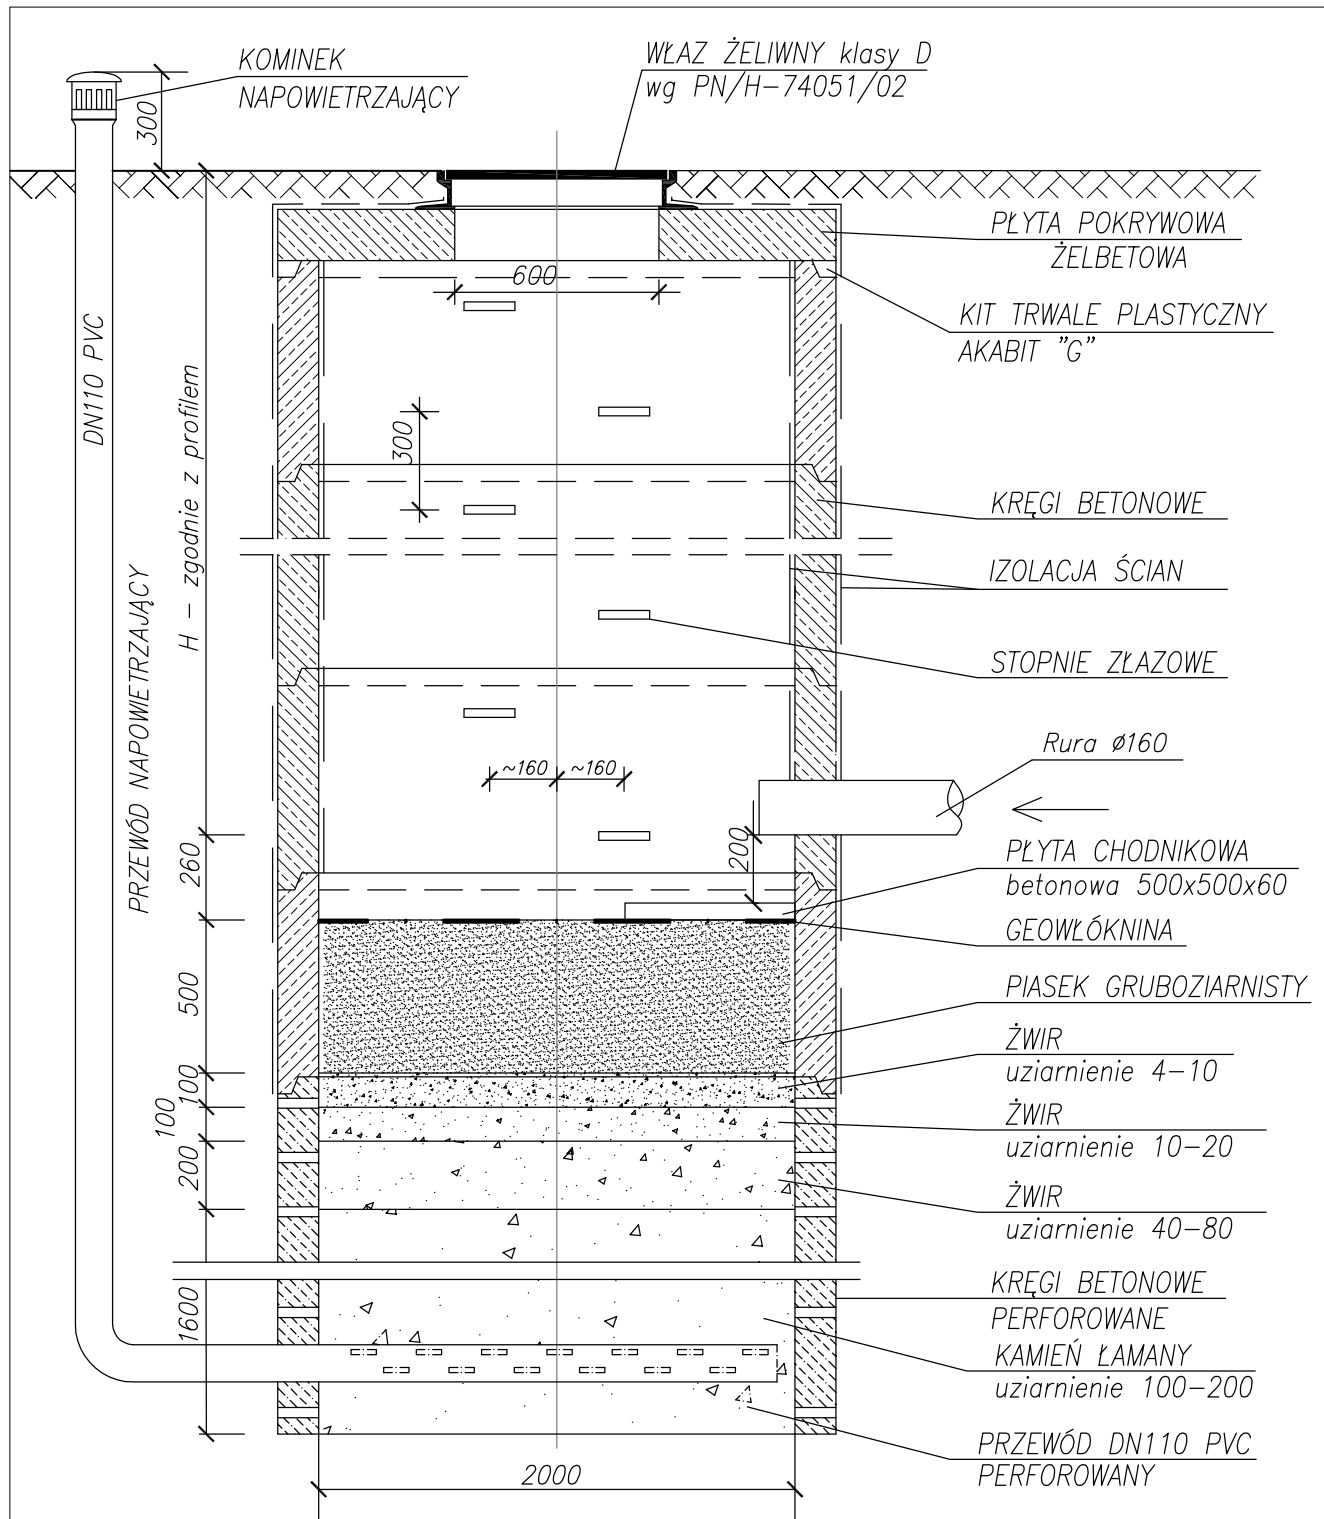 KOMINEK
NAPOWIETRZAJĄCY
WŁAZ ŻELIWNY klasy D
wg PN/H-74051/02
300
PŁYTA POKRYWOWA
ŻELBETOWA
600
KIT TRWALE PLASTYCZNY
AKABIT "G"
DN110 PVC
H - zgodnie z profilem
300
KRĘGI BETONOWE
IZOLACJA ŚCIAN
PRZEWÓD NAPOWIETRZAJĄCY
STOPNIE ZŁAZOWE
Rura ø160
~160
~160
200
260
PŁYTA CHODNIKOWA
betonowa 500x500x60
GEOWŁÓKNINA
500
PIASEK GRUBOZIARNISTY
ŻWIR
uziarnienie 4-10
100
100
ŻWIR
uziarnienie 10-20
200
ŻWIR
uziarnienie 40-80
KRĘGI BETONOWE
PERFOROWANE
1600
KAMIEŃ ŁAMANY
uziarnienie 100-200
PRZEWÓD DN110 PVC
PERFOROWANY
2000